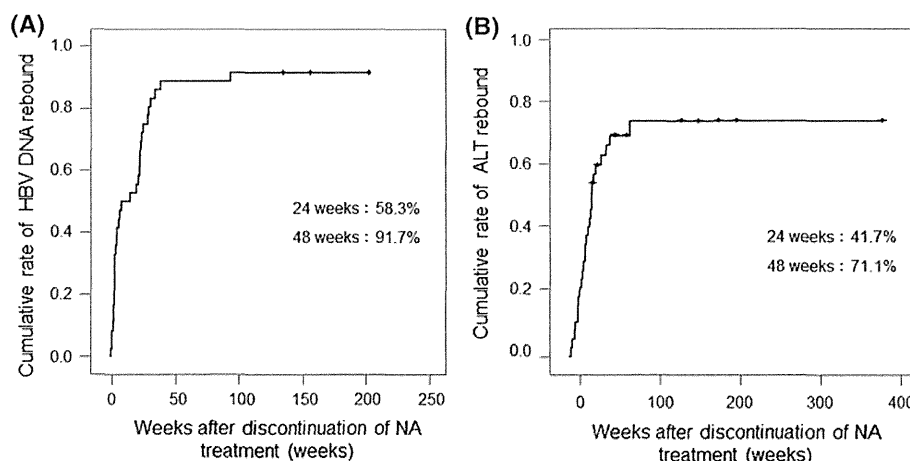 (A)
Cumulative rate of HBV DNA rebound
1.0
0.8
0.6
0.4
0.2
0.0
24 weeks : 58.3%
48 weeks : 91.7%
0 50 100 150 200 250
Weeks after discontinuation of NA
treatment (weeks)
(B)
Cumulative rate of ALT rebound
1.0
0.8
0.6
0.4
0.2
0.0
24 weeks : 41.7%
48 weeks : 71.1%
0 100 200 300 400
Weeks after discontinuation of NA
treatment (weeks)